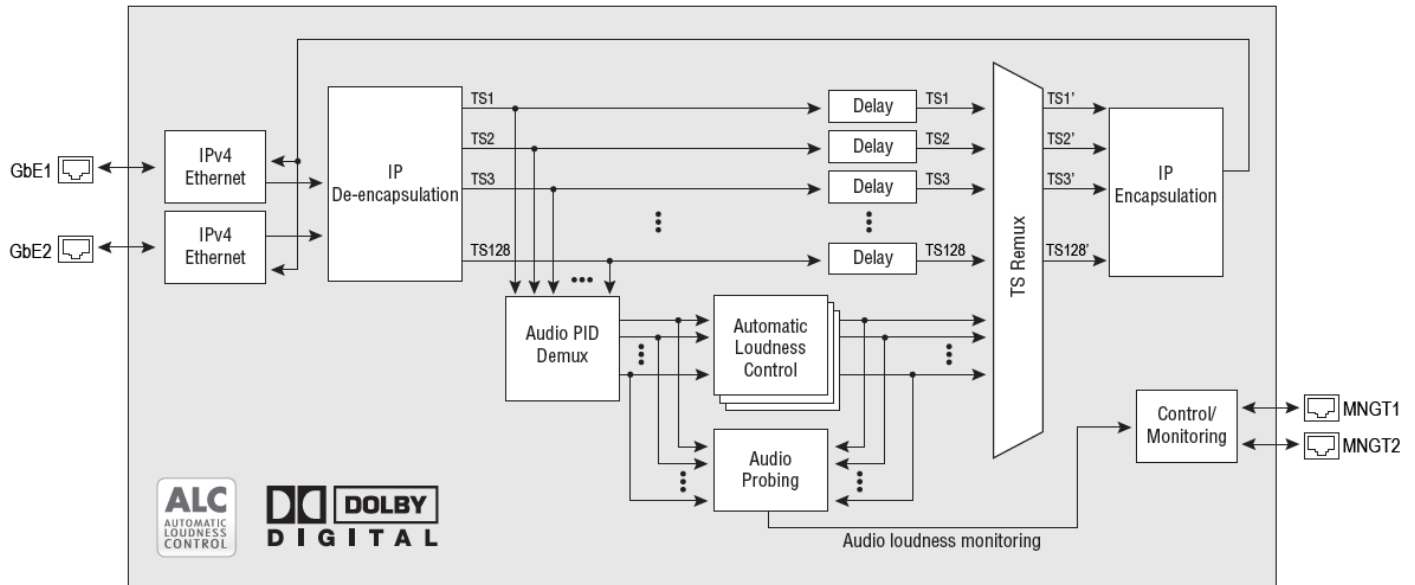 GbE1
GbE2
IPv4
Ethernet
IPv4
Ethernet
IP
De-encapsulation
TS1
TS2
TS3
TS128
Delay
Delay
Delay
Delay
TS1
TS2
TS3
TS128
TS Remux
TS1’
TS2’
TS3’
TS128’
IP
Encapsulation
Audio PID
Demux
Automatic
Loudness
Control
Audio
Probing
Control/
Monitoring
MNGT1
MNGT2
Audio loudness monitoring
ALC
AUTOMATIC
LOUDNESS
CONTROL
DOLBY
DIGITAL